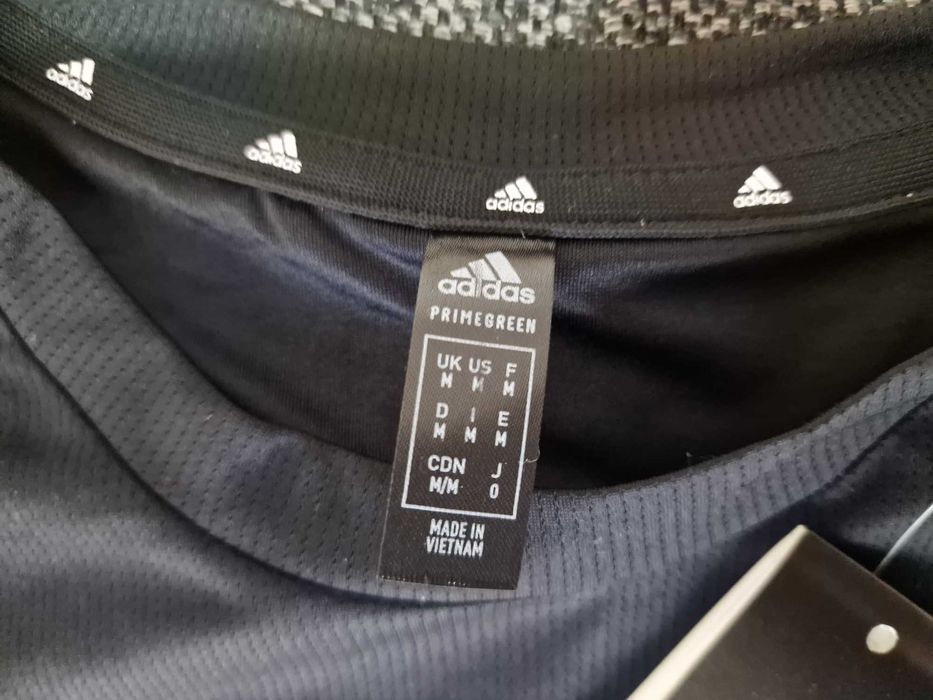 adidas
adidas
adidas
adidas
adidas
PRIMEGREEN
UK US F
M M M
D I E
M M M
CDN J
M/M O
MADE IN
VIETNAM